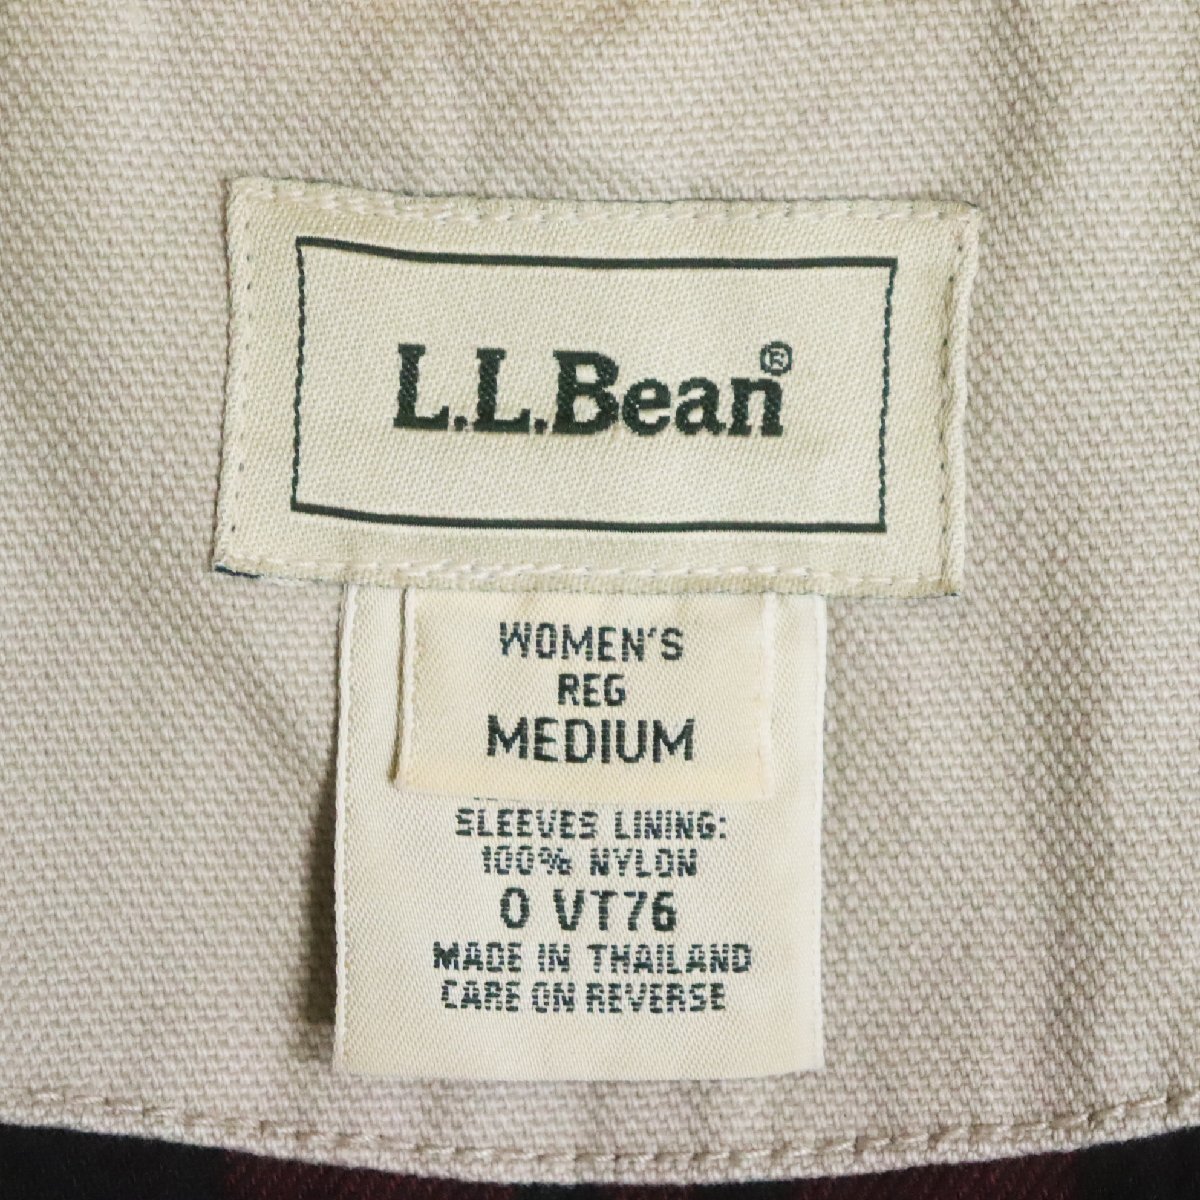 L.L.Bean®
WOMEN'S
REG
MEDIUM
SLEEVES LINING:
100% NYLON
0 VT76
MADE IN THAILAND
CARE ON REVERSE